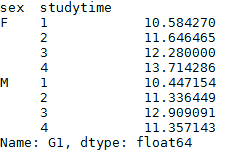 sex  studytime
F    1            10.584270
     2            11.646465
     3            12.280000
     4            13.714286
M    1            10.447154
     2            11.336449
     3            12.909091
     4            11.357143
Name: G1, dtype: float64